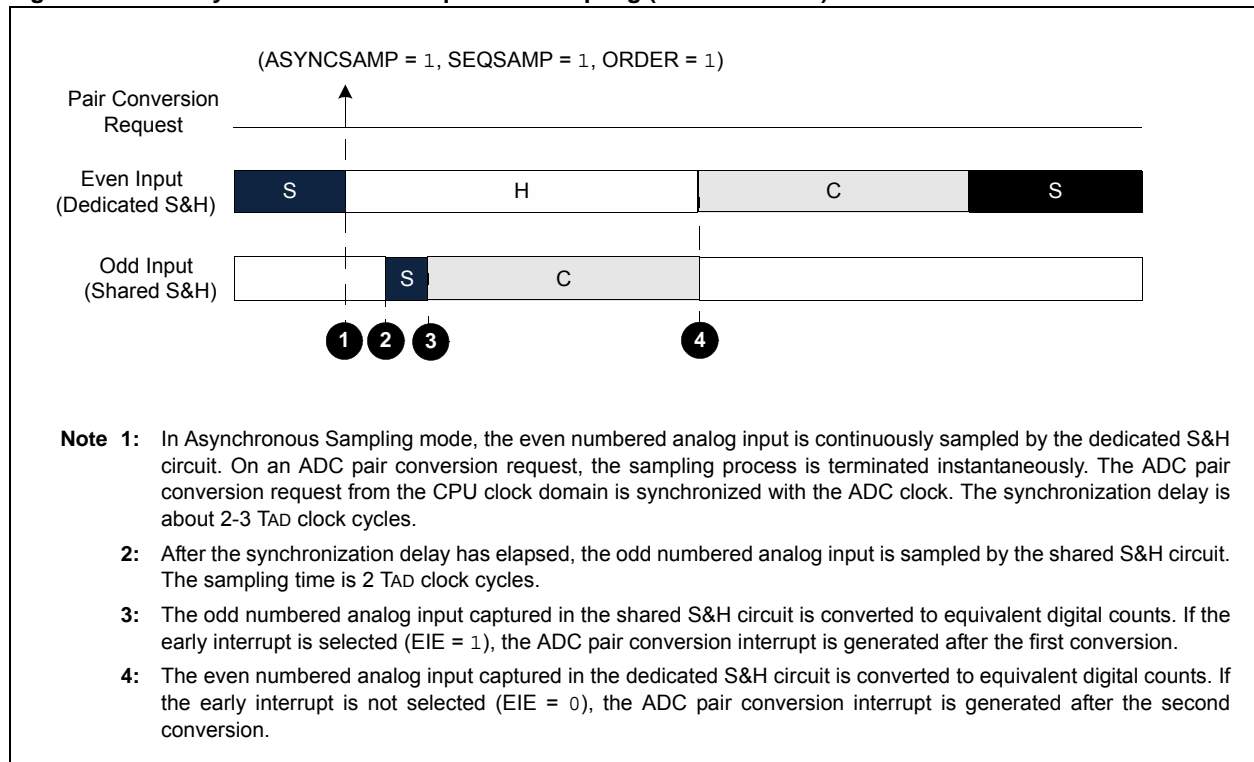 (ASYNCSAMP = 1, SEQSAMP = 1, ORDER = 1)
Pair Conversion
Request
Even Input
(Dedicated S&H)
S
H
C
S
Odd Input
(Shared S&H)
S
C
1
2
3
4
Note 1: In Asynchronous Sampling mode, the even numbered analog input is continuously sampled by the dedicated S&H
circuit. On an ADC pair conversion request, the sampling process is terminated instantaneously. The ADC pair
conversion request from the CPU clock domain is synchronized with the ADC clock. The synchronization delay is
about 2-3 TAD clock cycles.
2: After the synchronization delay has elapsed, the odd numbered analog input is sampled by the shared S&H circuit.
The sampling time is 2 TAD clock cycles.
3: The odd numbered analog input captured in the shared S&H circuit is converted to equivalent digital counts. If the
early interrupt is selected (EIE = 1), the ADC pair conversion interrupt is generated after the first conversion.
4: The even numbered analog input captured in the dedicated S&H circuit is converted to equivalent digital counts. If
the early interrupt is not selected (EIE = 0), the ADC pair conversion interrupt is generated after the second
conversion.